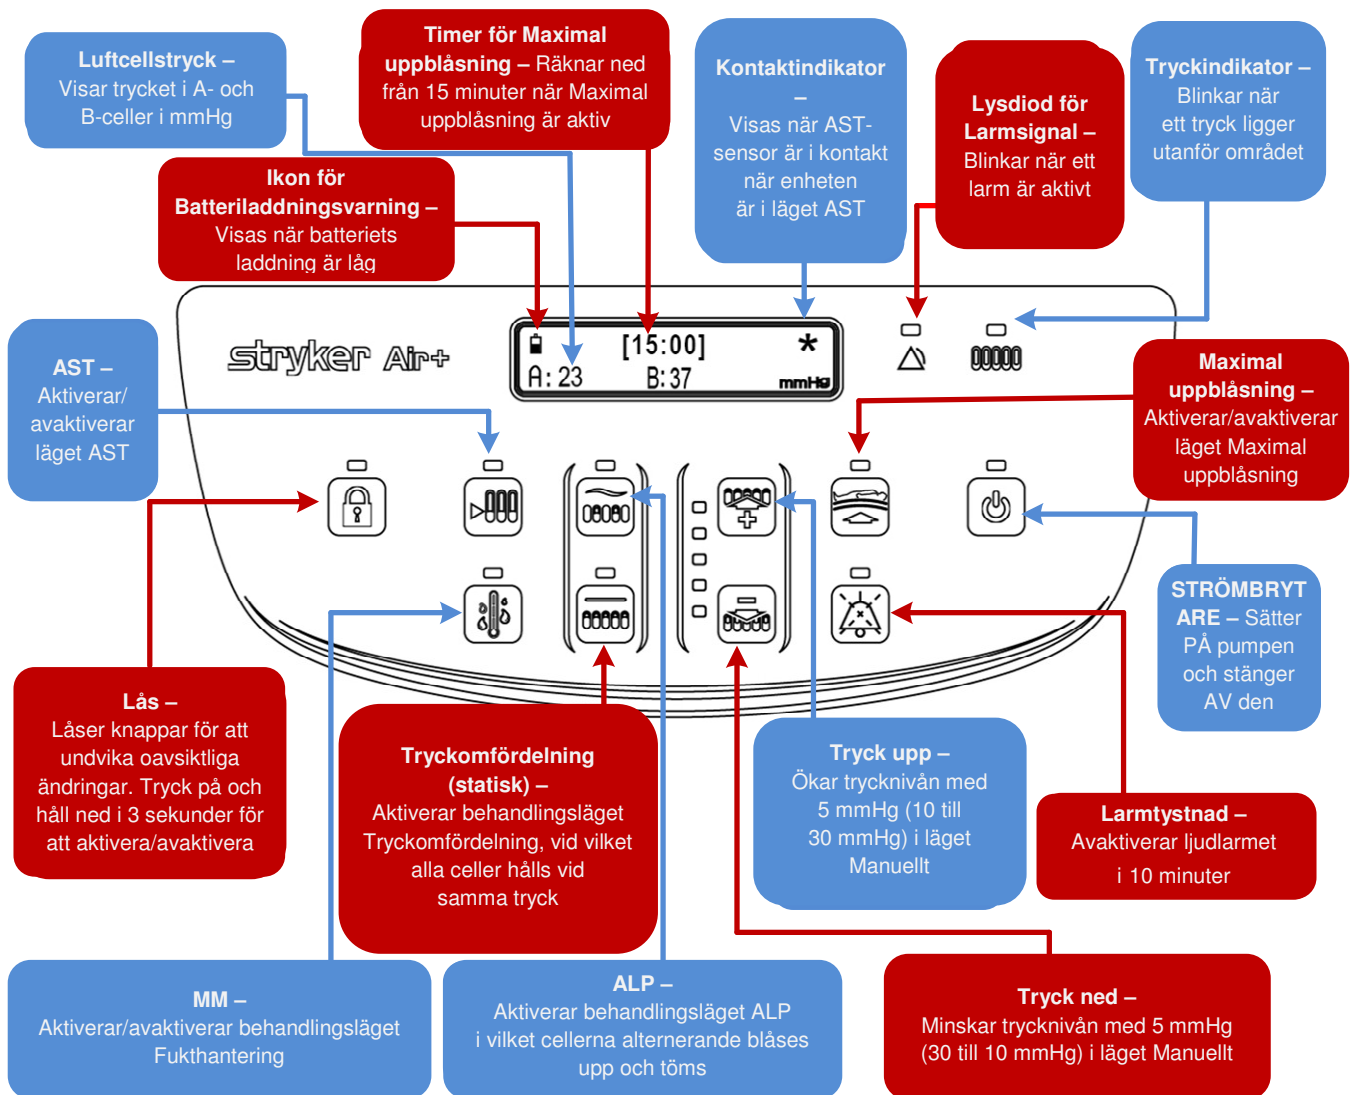 Luftcellstryck –
Visar trycket i A- och
B-celler i mmHg
Timer för Maximal
uppblåsning – Räknar ned
från 15 minuter när Maximal
uppblåsning är aktiv
Kontaktindikator
–
Visas när AST-
sensor är i kontakt
när enheten
är i läget AST
Lysdiod för
Larmsignal –
Blinkar när ett
larm är aktivt
Tryckindikator –
Blinkar när
ett tryck ligger
utanför området
Ikon för
Batteriladdningsvarning –
Visas när batteriets
laddning är låg
stryker Air+
[15:00]
*
A: 23
B: 37
mmHg
AST –
Aktiverar/
avaktiverar
läget AST
Maximal
uppblåsning –
Aktiverar/avaktiverar
läget Maximal
uppblåsning
STRÖMBRYT
ARE – Sätter
PÅ pumpen
och stänger
AV den
Lås –
Låser knappar för att
undvika oavsiktliga
ändringar. Tryck på och
håll ned i 3 sekunder för
att aktivera/avaktivera
Tryckomfördelning
(statisk) –
Aktiverar behandlingsläget
Tryckomfördelning, vid vilket
alla celler hålls vid
samma tryck
Tryck upp –
Ökar trycknivån med
5 mmHg (10 till
30 mmHg) i läget
Manuellt
Larmtystnad –
Avaktiverar ljudlarmet
i 10 minuter
MM –
Aktiverar/avaktiverar behandlingsläget
Fukthantering
ALP –
Aktiverar behandlingsläget ALP
i vilket cellerna alternerande blåses
upp och töms
Tryck ned –
Minskar trycknivån med 5 mmHg
(30 till 10 mmHg) i läget Manuellt